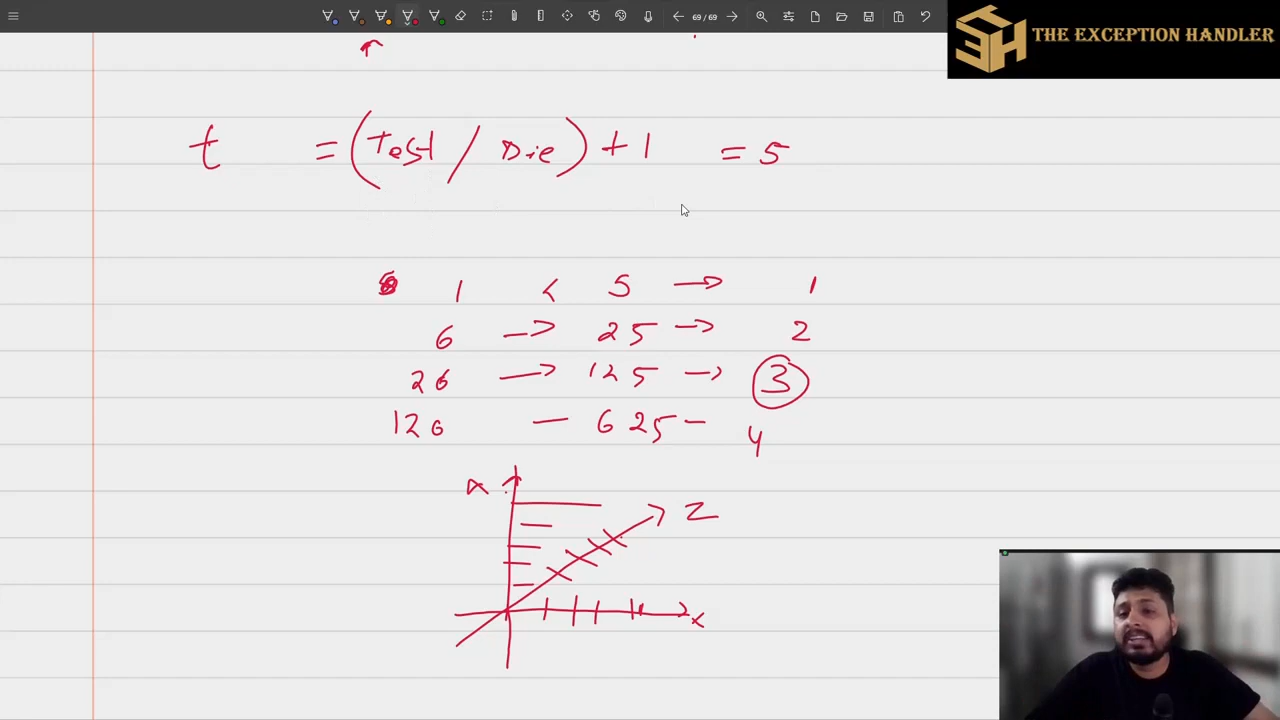 69/69
THE EXCEPTION HANDLER
t = (Test / Die) + 1 = 5
1 < 5 → 1
6 → 25 → 2
26 → 125 → 3
126 — 625 — 4
Z
x